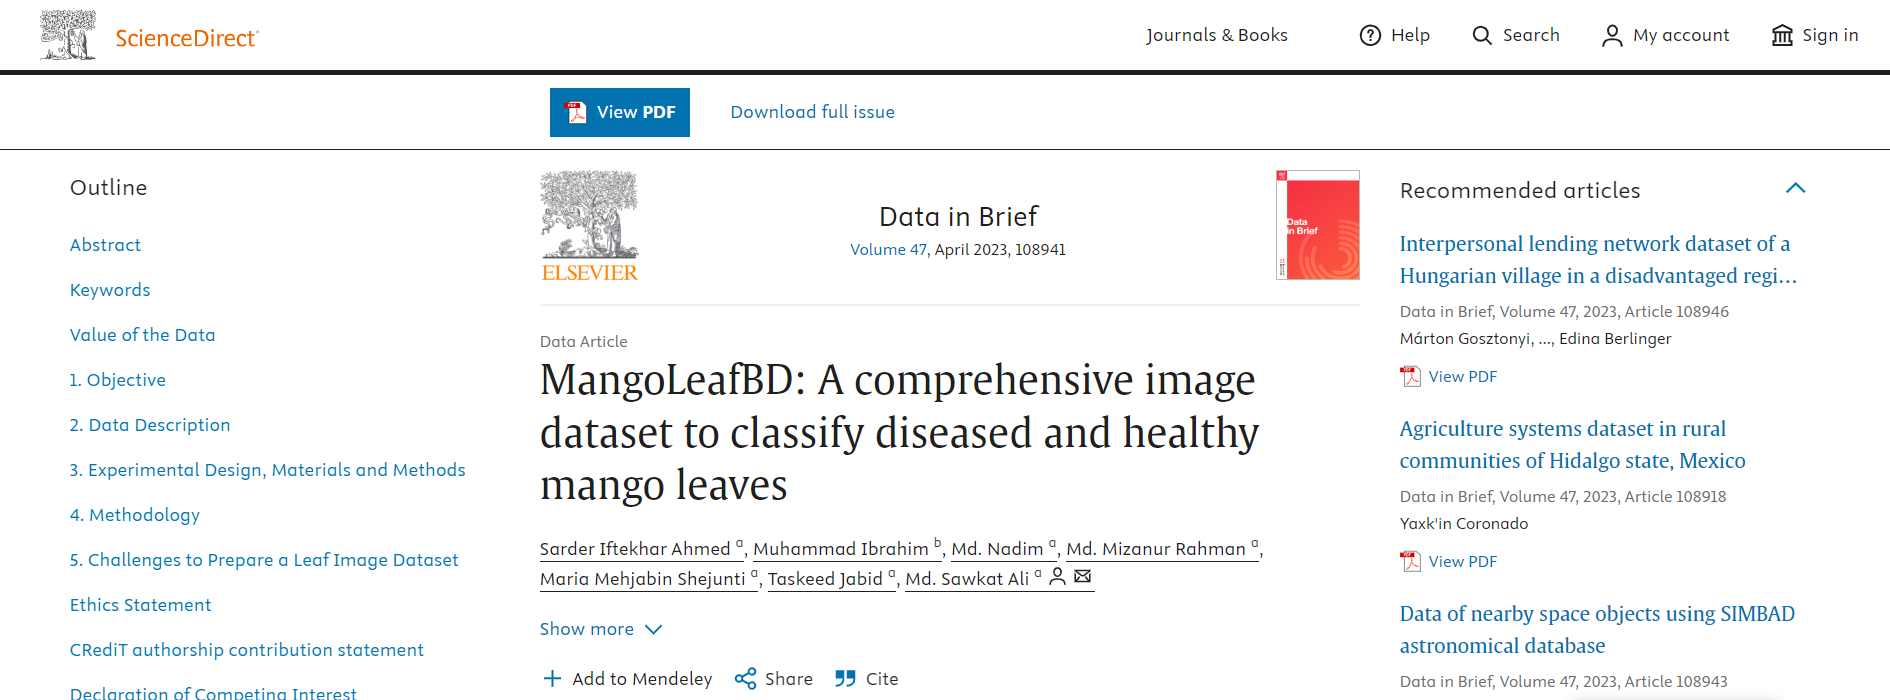 ScienceDirect
Journals & Books
Help
Search
My account
Sign in
View PDF
Download full issue
Outline
Abstract
Keywords
Value of the Data
1. Objective
2. Data Description
3. Experimental Design, Materials and Methods
4. Methodology
5. Challenges to Prepare a Leaf Image Dataset
Ethics Statement
CRediT authorship contribution statement
Declaration of Competing Interest
ELSEVIER
Data in Brief
Volume 47, April 2023, 108941
Data
in Brief
Data Article
MangoLeafBD: A comprehensive image
dataset to classify diseased and healthy
mango leaves
Sarder Iftekhar Ahmed a, Muhammad Ibrahim b, Md. Nadim a, Md. Mizanur Rahman a,
Maria Mehjabin Shejunti a, Taskeed Jabid a, Md. Sawkat Ali a
Show more
Add to Mendeley
Share
Cite
Recommended articles
Interpersonal lending network dataset of a
Hungarian village in a disadvantaged regi...
Data in Brief, Volume 47, 2023, Article 108946
Márton Gosztonyi, ..., Edina Berlinger
View PDF
Agriculture systems dataset in rural
communities of Hidalgo state, Mexico
Data in Brief, Volume 47, 2023, Article 108918
Yaxk'in Coronado
View PDF
Data of nearby space objects using SIMBAD
astronomical database
Data in Brief, Volume 47, 2023, Article 108943